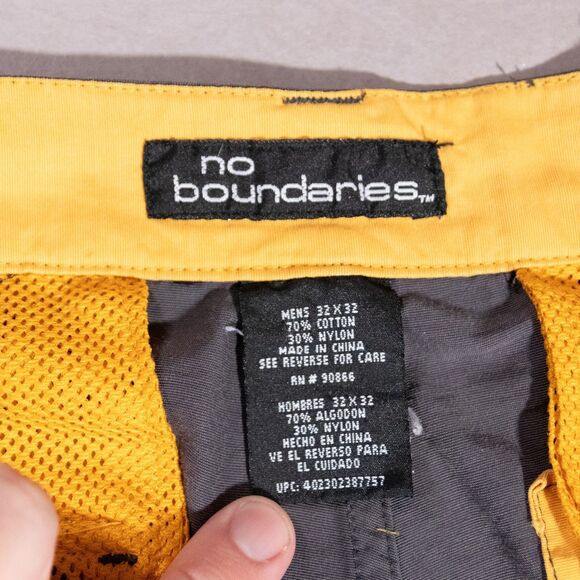 no
boundaries™
MENS 32 X 32
70% COTTON
30% NYLON
MADE IN CHINA
SEE REVERSE FOR CARE
RN # 90866
HOMBRES 32 X 32
70% ALGODON
30% NYLON
HECHO EN CHINA
VE EL REVERSO PARA
EL CUIDADO
UPC: 402302387757